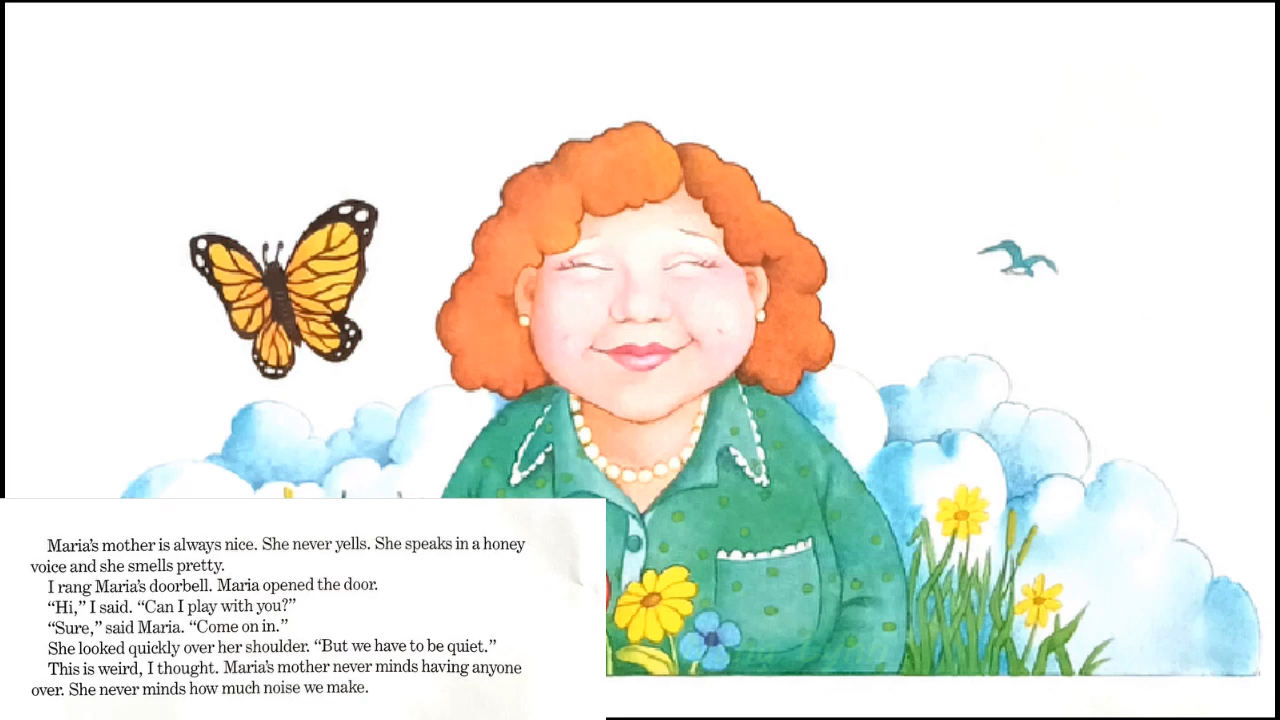 Maria's mother is always nice. She never yells. She speaks in a honey
voice and she smells pretty.
I rang Maria's doorbell. Maria opened the door.
“Hi,” I said. “Can I play with you?”
“Sure,” said Maria. “Come on in.”
She looked quickly over her shoulder. “But we have to be quiet.”
This is weird, I thought. Maria's mother never minds having anyone
over. She never minds how much noise we make.